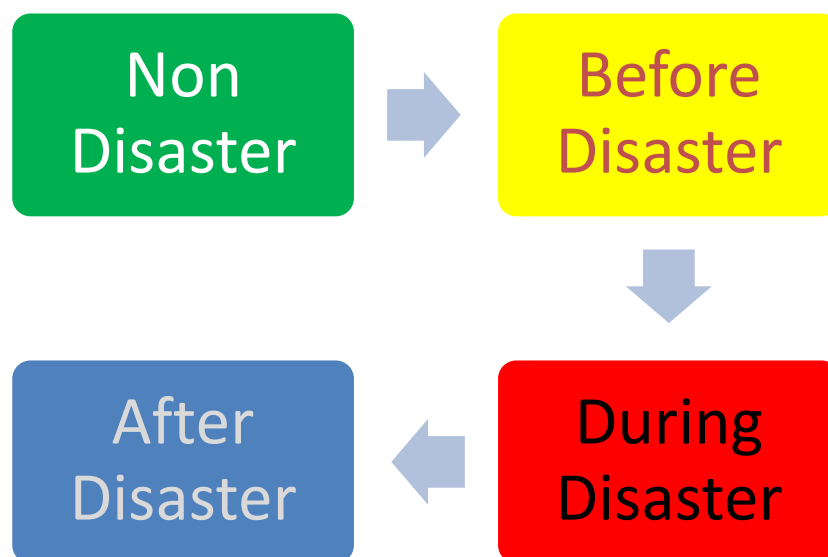 Non
Disaster
Before
Disaster
After
Disaster
During
Disaster